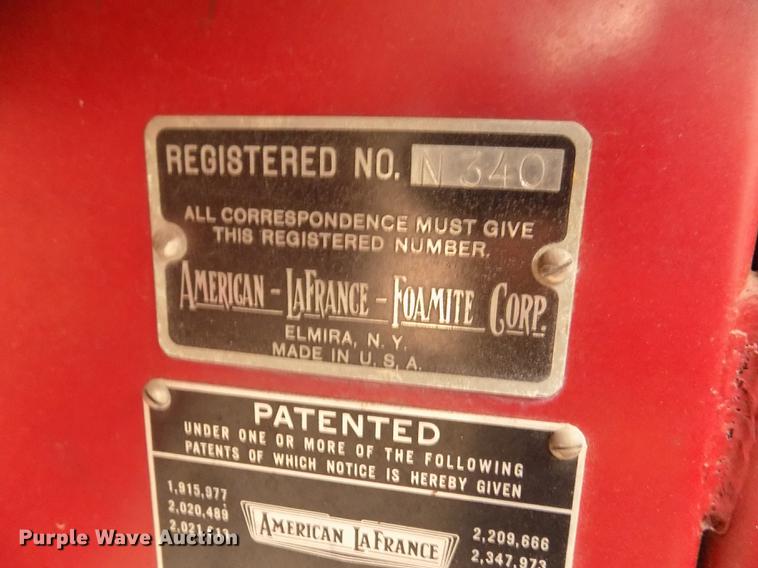 REGISTERED NO. N 340
ALL CORRESPONDENCE MUST GIVE
THIS REGISTERED NUMBER.
AMERICAN-LAFRANCE-FOAMITE CORP.
ELMIRA, N.Y.
MADE IN U.S.A.
PATENTED
UNDER ONE OR MORE OF THE FOLLOWING
PATENTS OF WHICH NOTICE IS HEREBY GIVEN
1,915,977
2,020,489
AMERICAN LAFRANCE
2,209,666
2,347,973
Purple Wave Auction